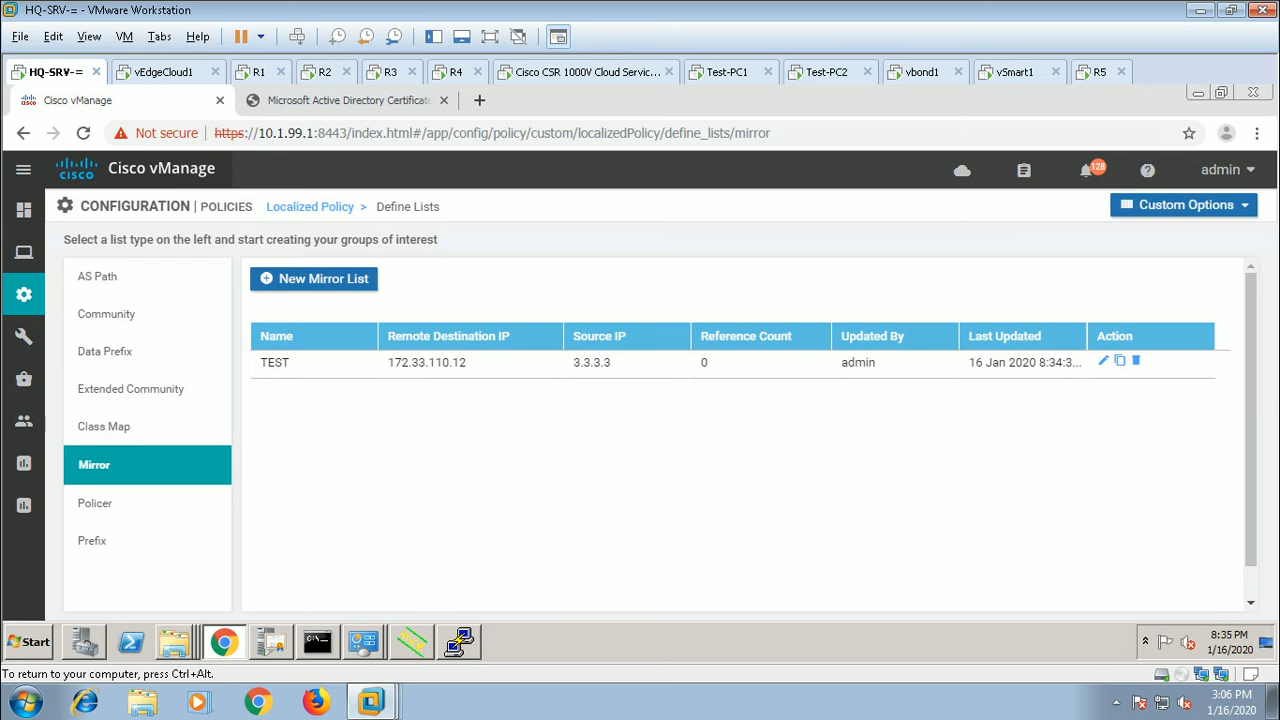 HQ-SRV-= - VMware Workstation
File Edit View VM Tabs Help
HQ-SRV-= vEdgeCloud1 R1 R2 R3 R4 Cisco CSR 1000V Cloud Servic... Test-PC1 Test-PC2 vbond1 vSmart1 R5
Cisco vManage Microsoft Active Directory Certificate
Not secure https://10.1.99.1:8443/index.html#/app/config/policy/custom/localizedPolicy/define_lists/mirror
cisco Cisco vManage 128 admin
CONFIGURATION | POLICIES Localized Policy > Define Lists Custom Options
Select a list type on the left and start creating your groups of interest
AS Path
Community
Data Prefix
Extended Community
Class Map
Mirror
Policer
Prefix
New Mirror List
Name Remote Destination IP Source IP Reference Count Updated By Last Updated Action
TEST 172.33.110.12 3.3.3.3 0 admin 16 Jan 2020 8:34:3...
Start
8:35 PM
1/16/2020
To return to your computer, press Ctrl+Alt.
3:06 PM
1/16/2020